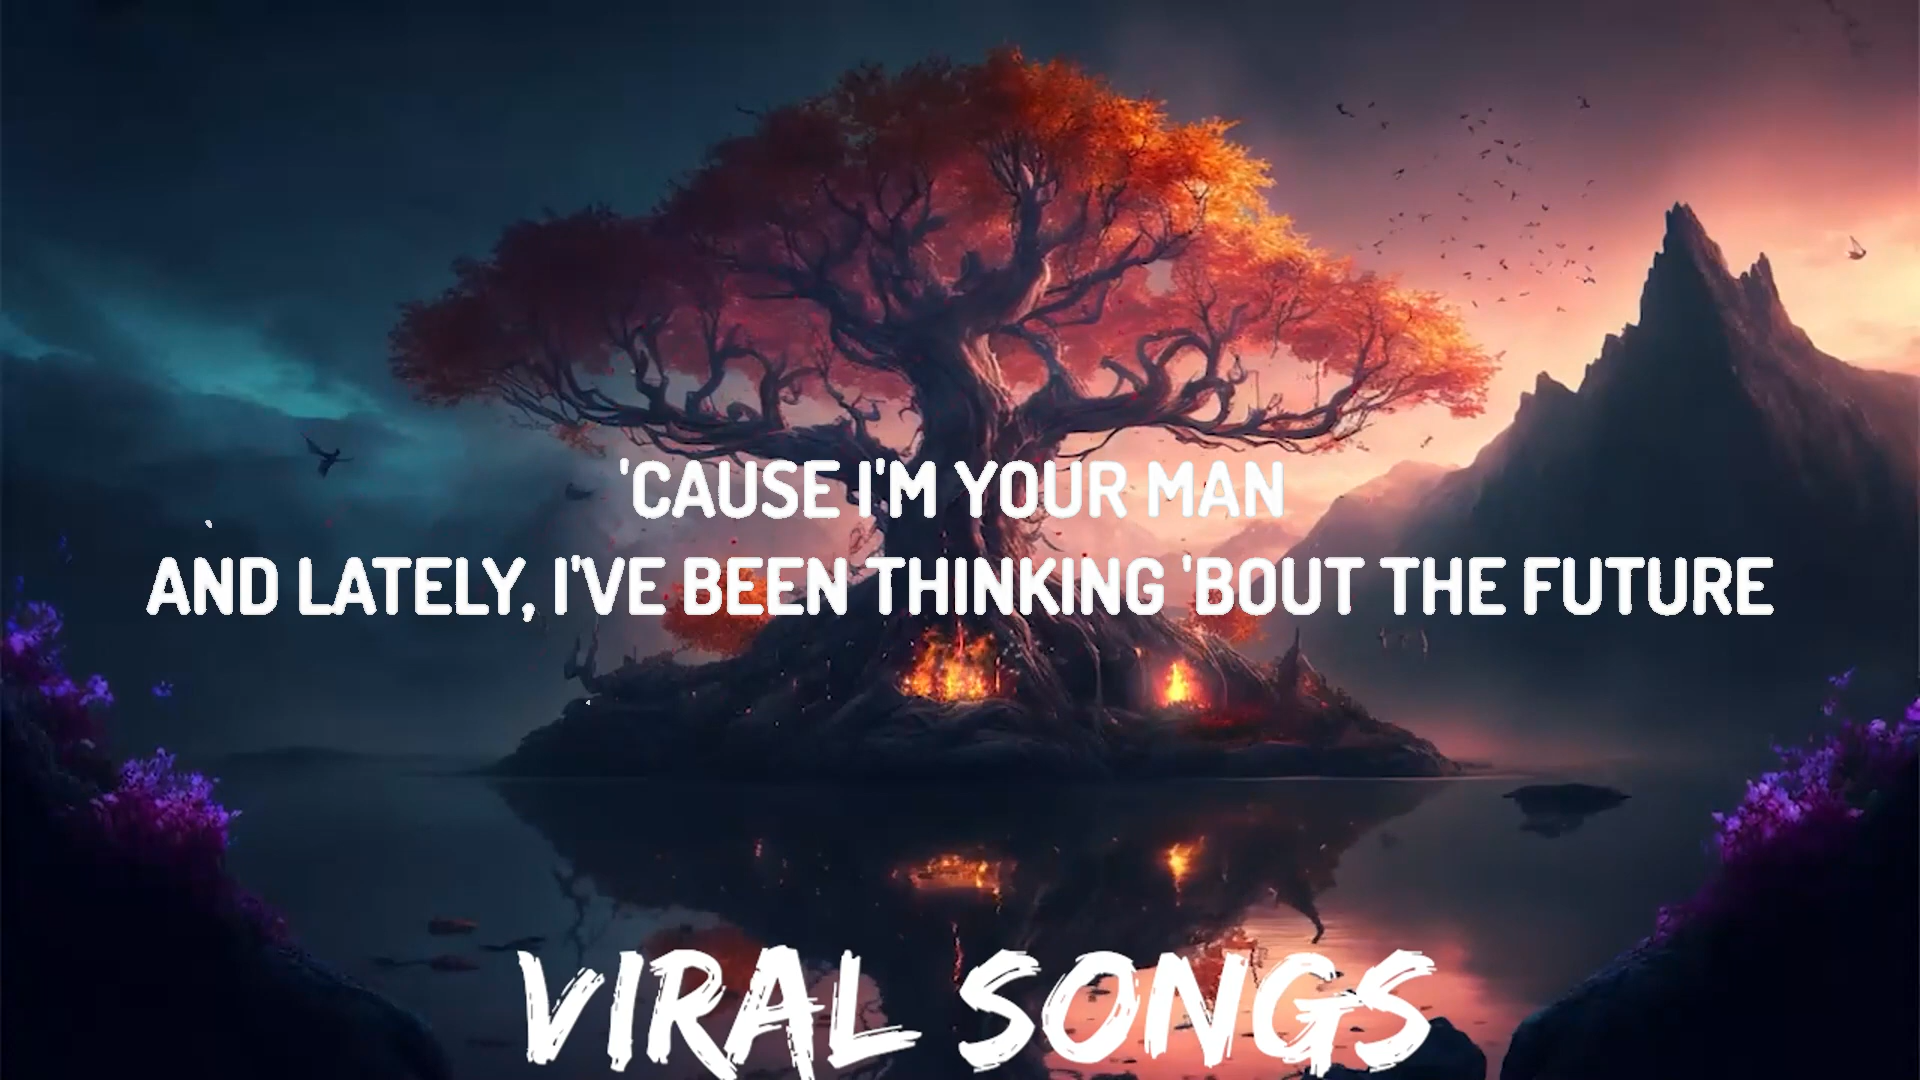 'CAUSE I'M YOUR MAN
AND LATELY, I'VE BEEN THINKING 'BOUT THE FUTURE
VIRAL SONGS